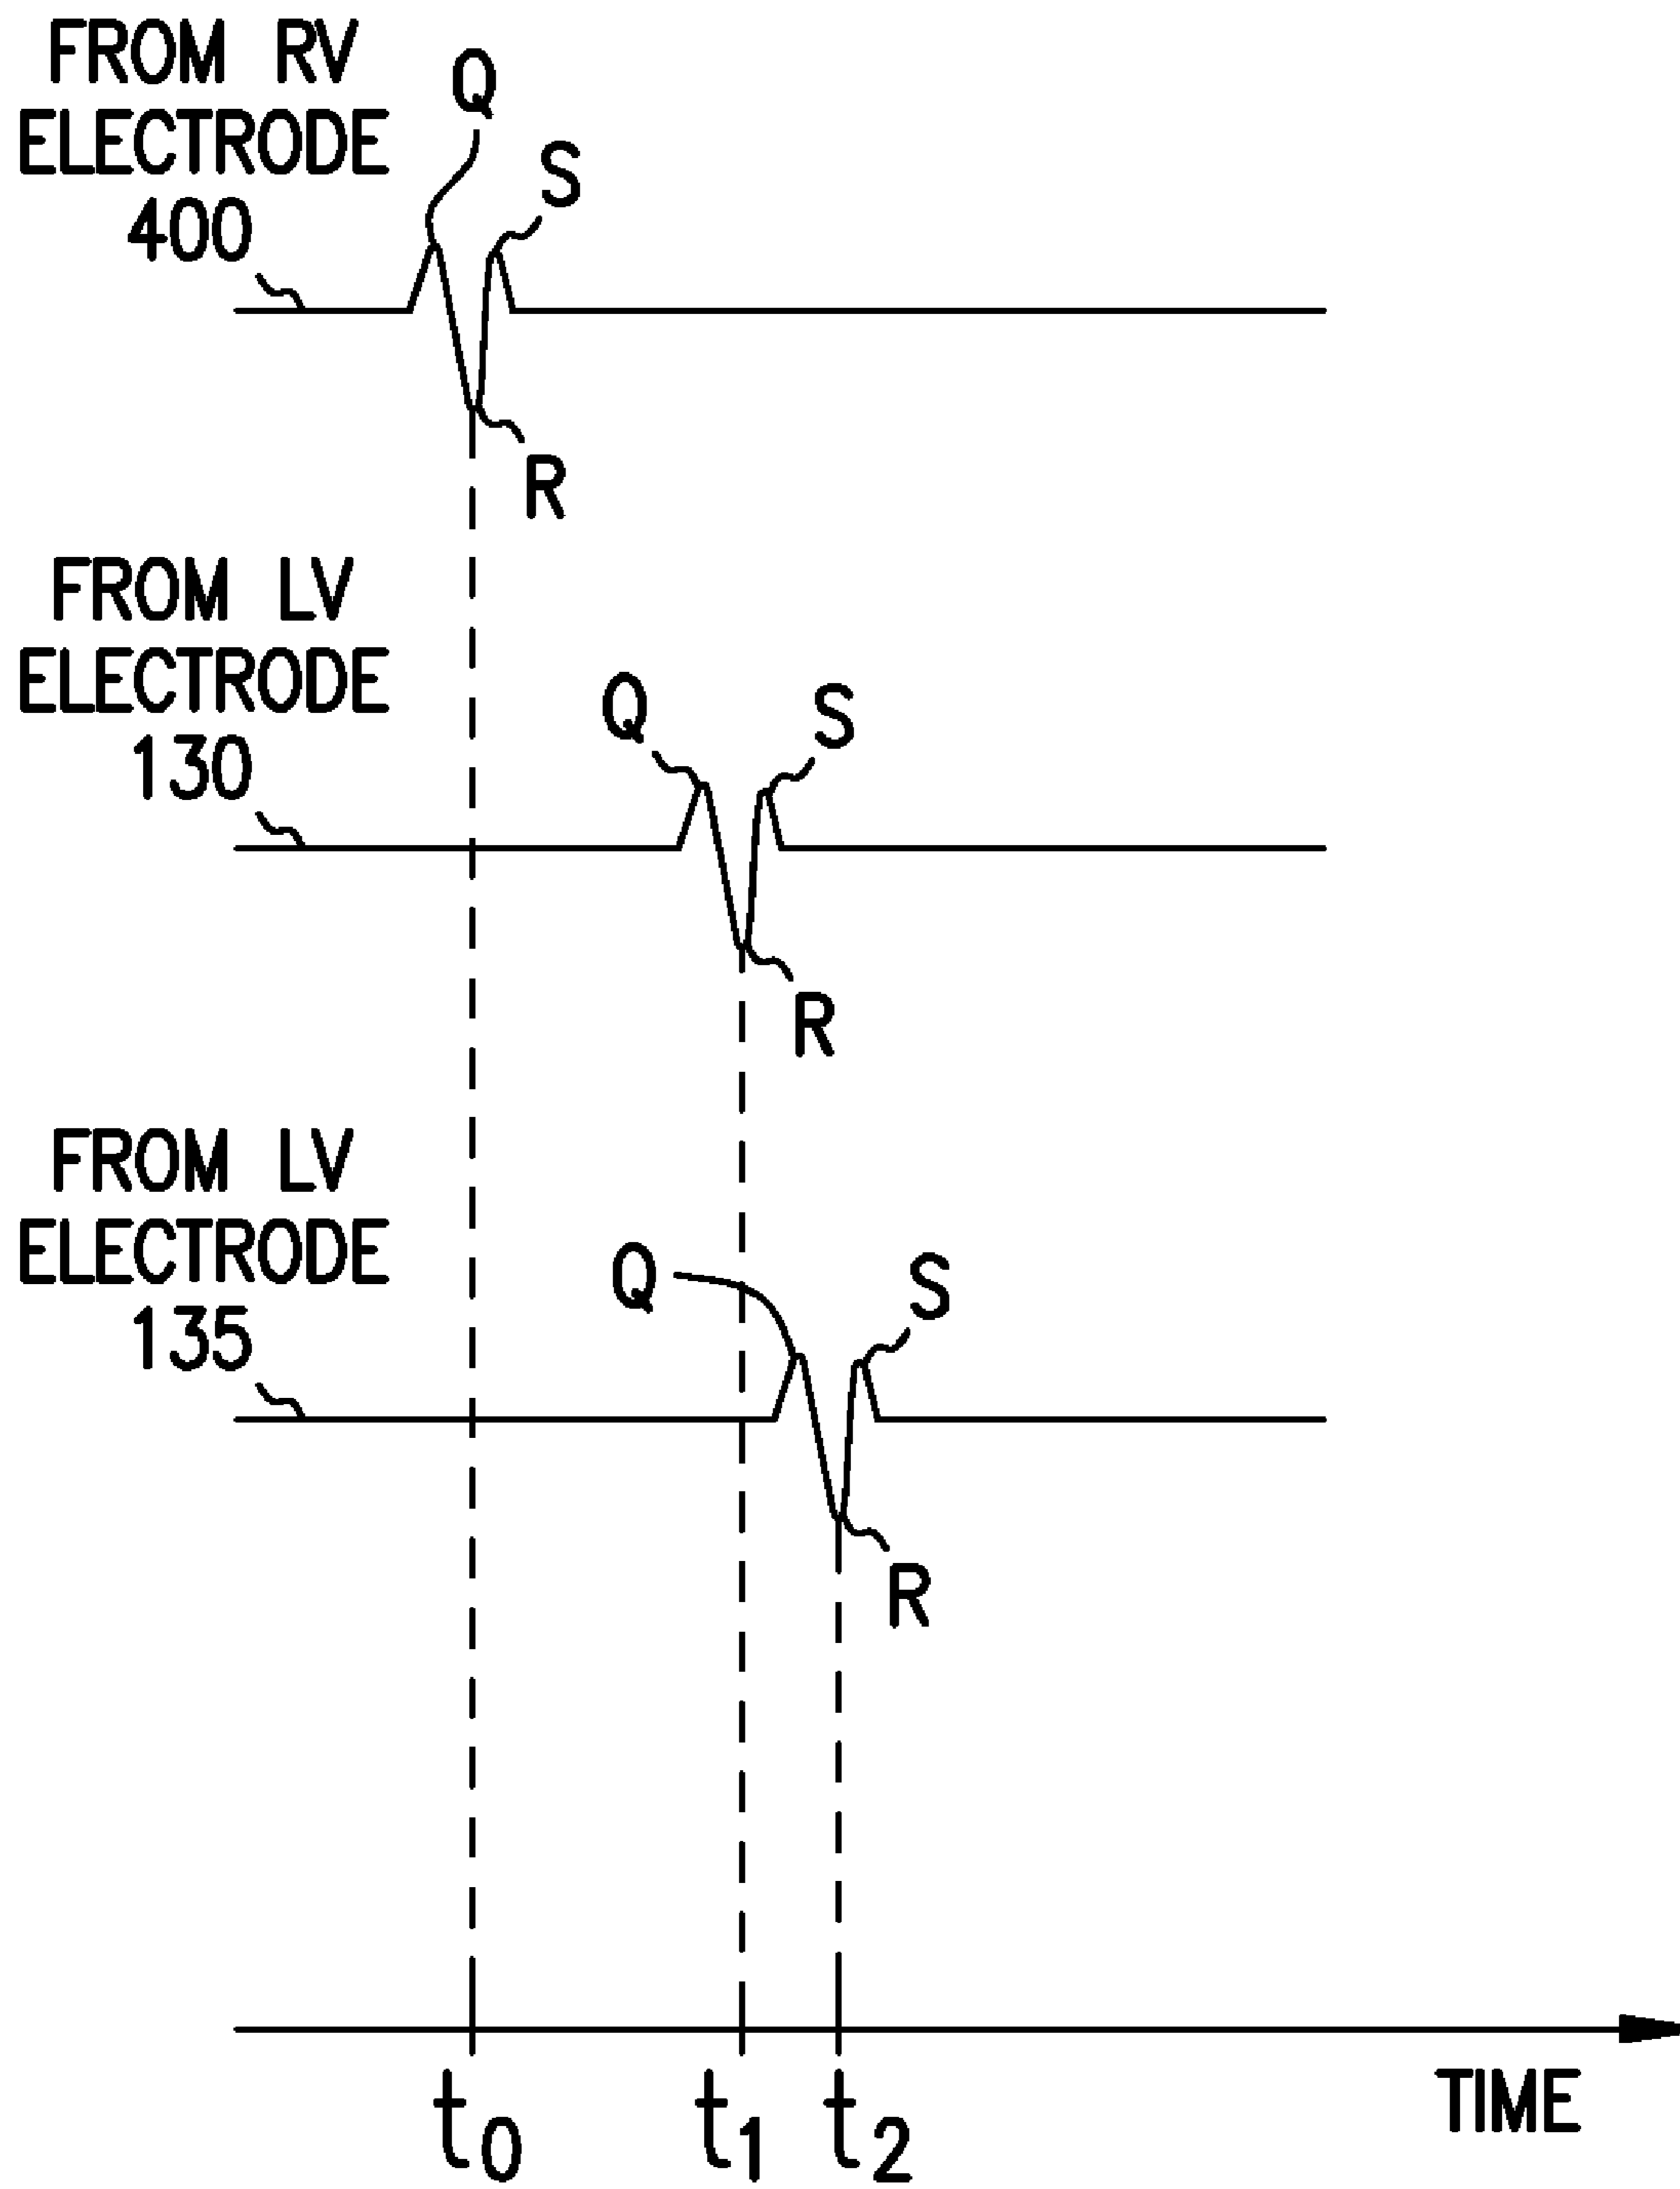 FROM RV
ELECTRODE
400
Q
S
R
FROM LV
ELECTRODE
130
Q
S
R
FROM LV
ELECTRODE
135
Q
S
R
t0 t1 t2
TIME